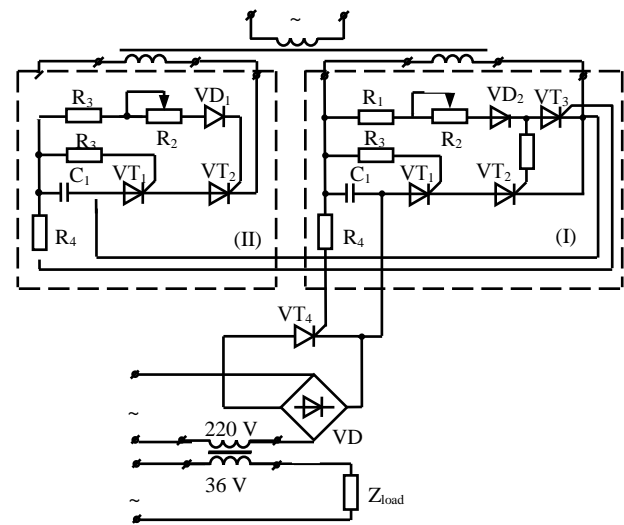 ~
R3 VD1 R1 VD2 VT3
R2 R2
R3 R3
C1 VT1 VT2 C1 VT1 VT2
R4 (II) R4 (I)
VT4
~
220 V VD
36 V
Zload
~